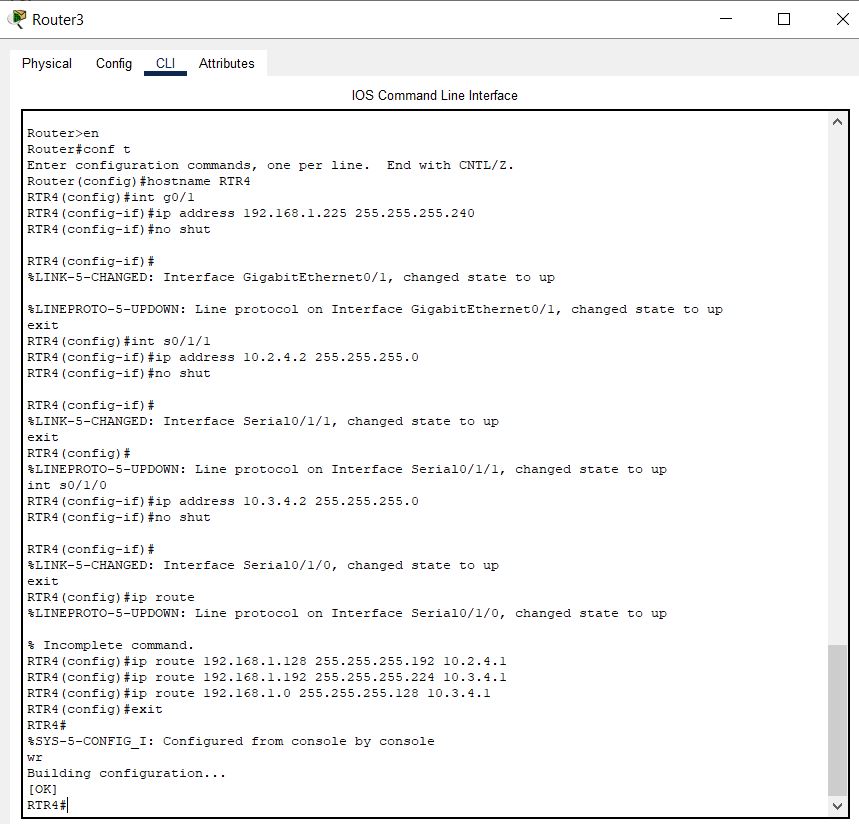 Router3
Physical Config CLI Attributes
IOS Command Line Interface
Router>en
Router#conf t
Enter configuration commands, one per line.  End with CNTL/Z.
Router(config)#hostname RTR4
RTR4(config)#int g0/1
RTR4(config-if)#ip address 192.168.1.225 255.255.255.240
RTR4(config-if)#no shut
RTR4(config-if)#
%LINK-5-CHANGED: Interface GigabitEthernet0/1, changed state to up
%LINEPROTO-5-UPDOWN: Line protocol on Interface GigabitEthernet0/1, changed state to up
exit
RTR4(config)#int s0/1/1
RTR4(config-if)#ip address 10.2.4.2 255.255.255.0
RTR4(config-if)#no shut
RTR4(config-if)#
%LINK-5-CHANGED: Interface Serial0/1/1, changed state to up
exit
RTR4(config)#
%LINEPROTO-5-UPDOWN: Line protocol on Interface Serial0/1/1, changed state to up
int s0/1/0
RTR4(config-if)#ip address 10.3.4.2 255.255.255.0
RTR4(config-if)#no shut
RTR4(config-if)#
%LINK-5-CHANGED: Interface Serial0/1/0, changed state to up
exit
RTR4(config)#ip route
%LINEPROTO-5-UPDOWN: Line protocol on Interface Serial0/1/0, changed state to up
% Incomplete command.
RTR4(config)#ip route 192.168.1.128 255.255.255.192 10.2.4.1
RTR4(config)#ip route 192.168.1.192 255.255.255.224 10.3.4.1
RTR4(config)#ip route 192.168.1.0 255.255.255.128 10.3.4.1
RTR4(config)#exit
RTR4#
%SYS-5-CONFIG_I: Configured from console by console
wr
Building configuration...
[OK]
RTR4#